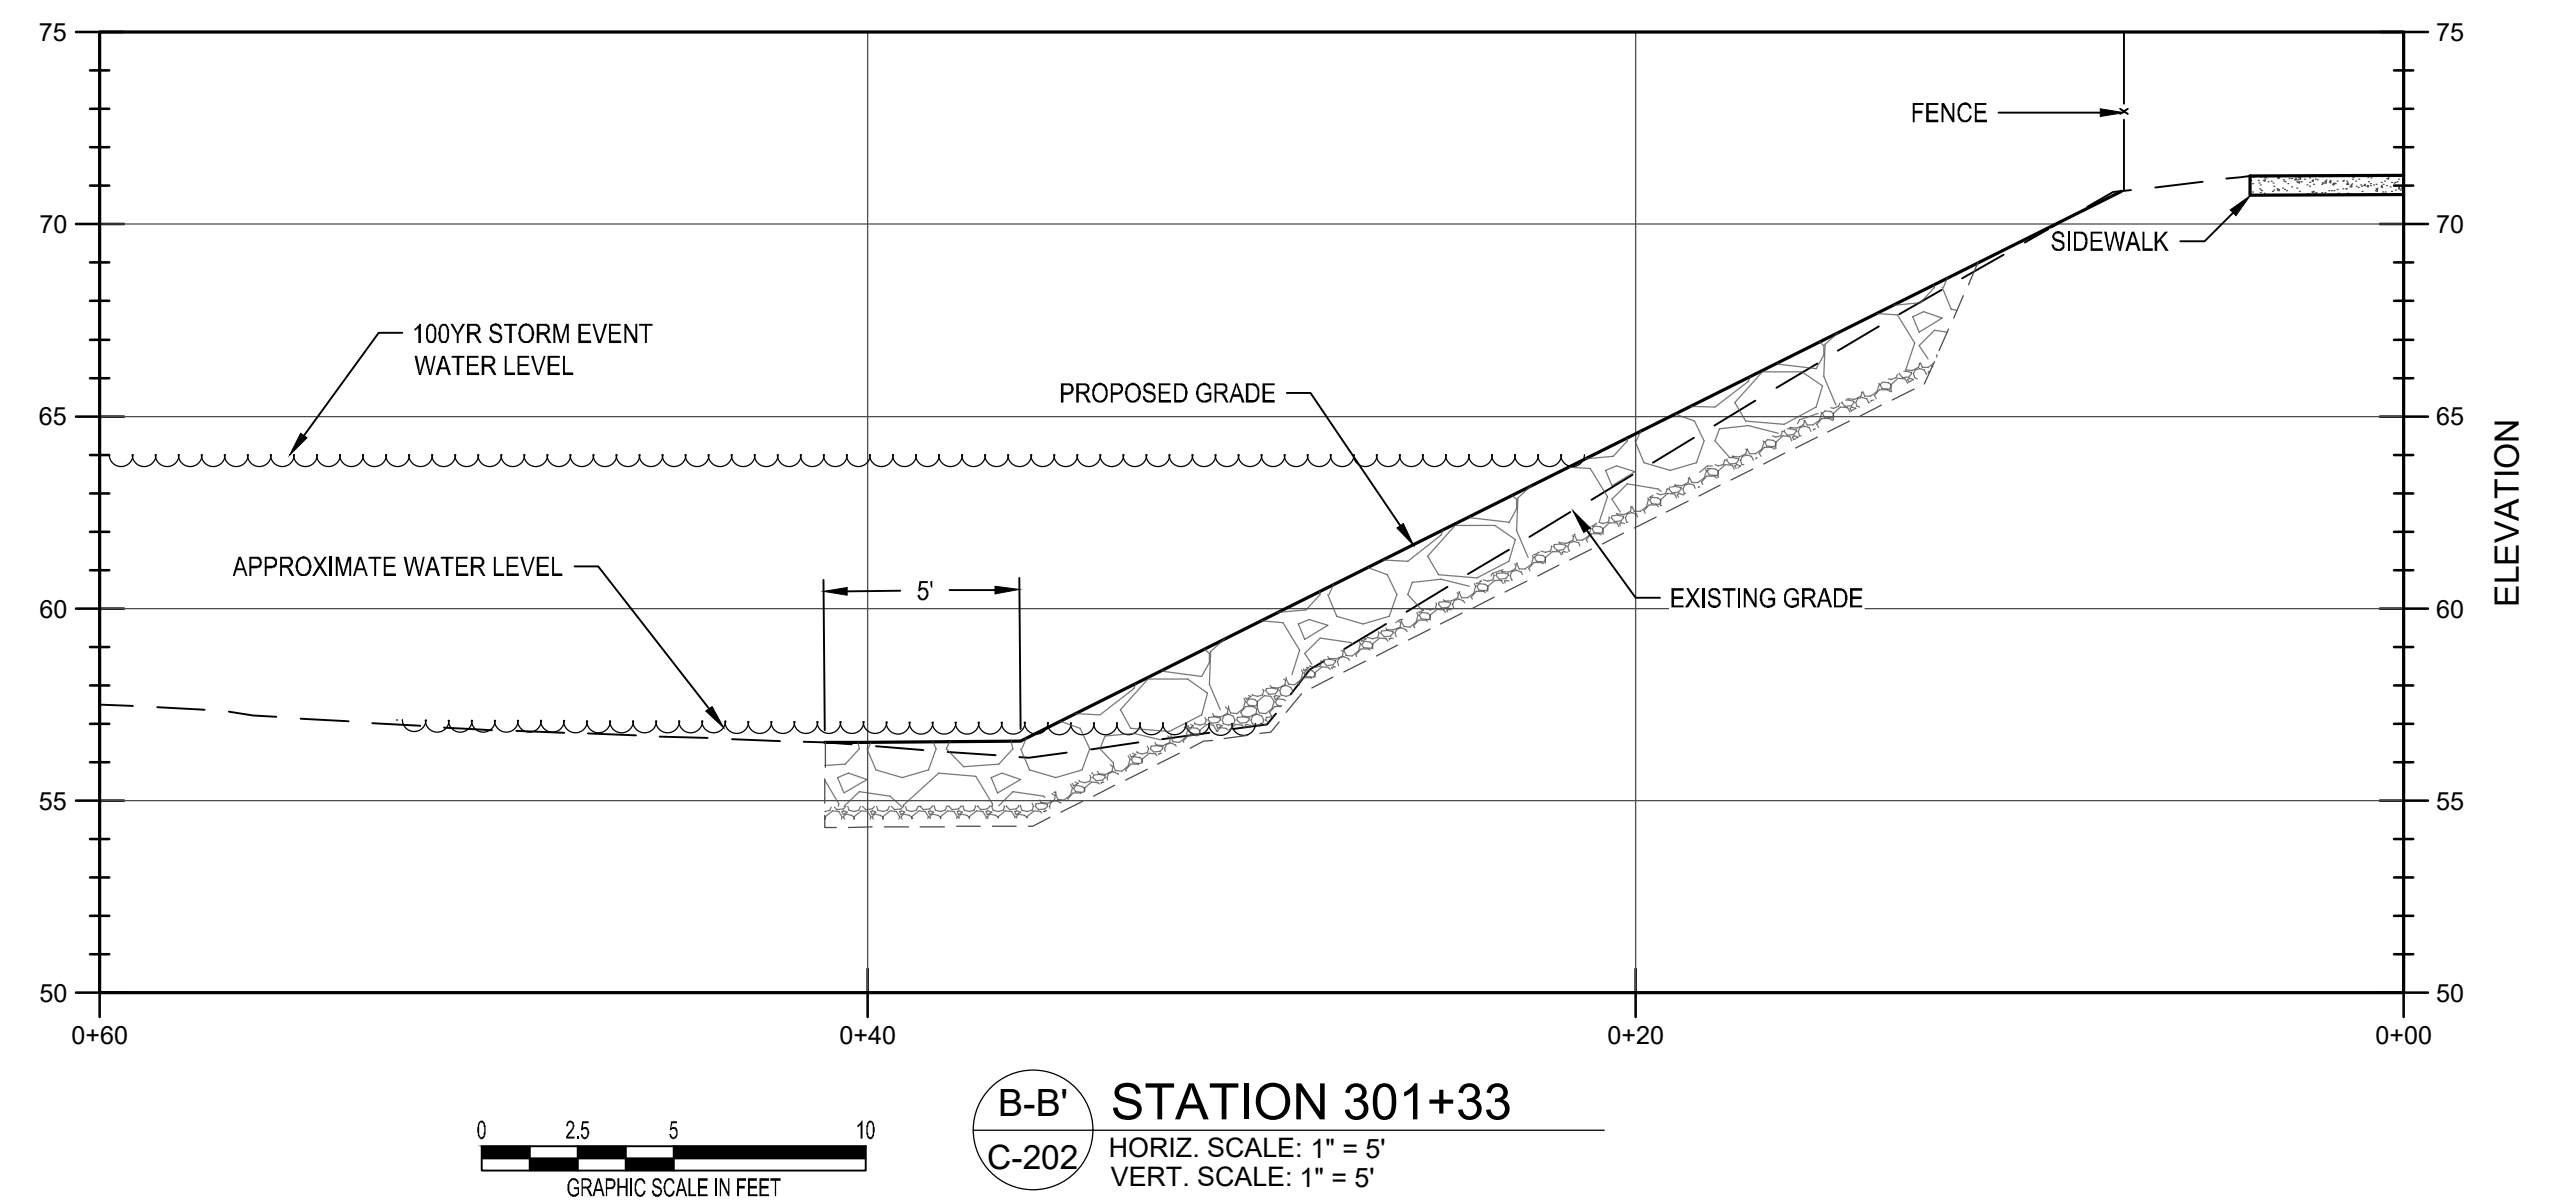 75
75
FENCE
70
70
SIDEWALK
100YR STORM EVENT
WATER LEVEL
PROPOSED GRADE
65
65
ELEVATION
APPROXIMATE WATER LEVEL
5'
EXISTING GRADE
60
60
55
55
50
50
0+60
0+40
0+20
0+00
B-B'
C-202
STATION 301+33
HORIZ. SCALE: 1" = 5'
VERT. SCALE: 1" = 5'
0 2.5 5 10
GRAPHIC SCALE IN FEET